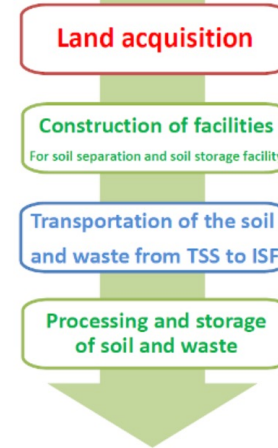 Land acquisition
Construction of facilities
For soil separation and soil storage facilit
Transportation of the soil
and waste from TSS to ISF
Processing and storage
of soil and waste